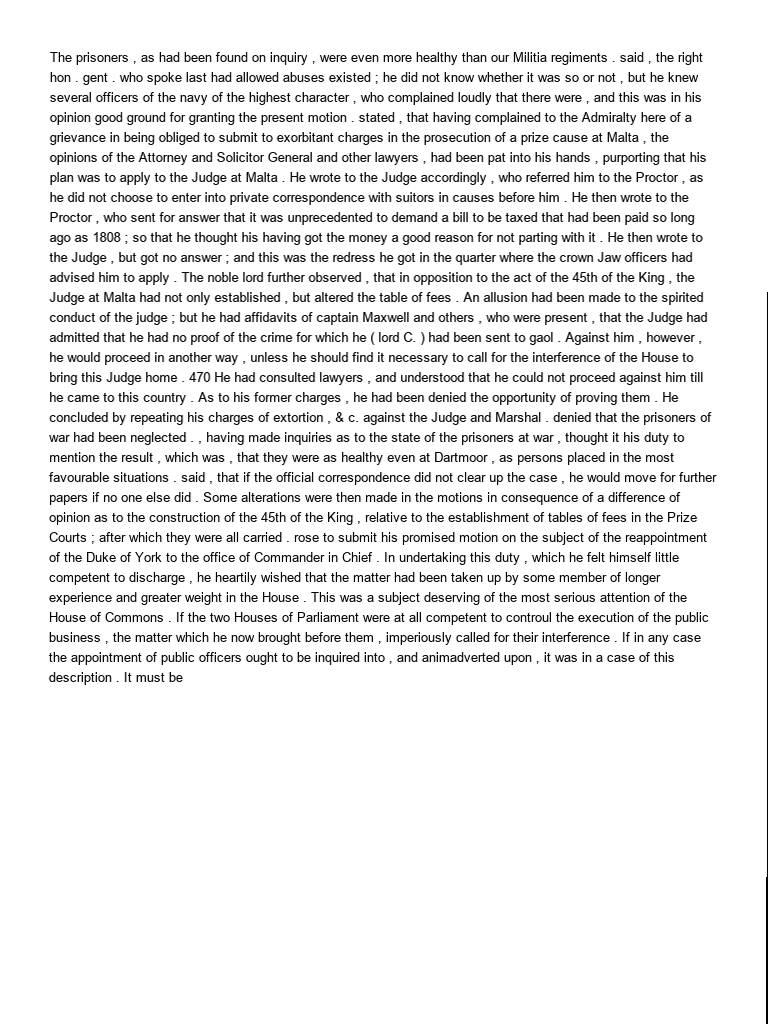 The prisoners , as had been found on inquiry , were even more healthy than our Militia regiments . said , the right
hon . gent . who spoke last had allowed abuses existed ; he did not know whether it was so or not , but he knew
several officers of the navy of the highest character , who complained loudly that there were , and this was in his
opinion good ground for granting the present motion . stated , that having complained to the Admiralty here of a
grievance in being obliged to submit to exorbitant charges in the prosecution of a prize cause at Malta , the
opinions of the Attorney and Solicitor General and other lawyers , had been pat into his hands , purporting that his
plan was to apply to the Judge at Malta . He wrote to the Judge accordingly , who referred him to the Proctor , as
he did not choose to enter into private correspondence with suitors in causes before him . He then wrote to the
Proctor , who sent for answer that it was unprecedented to demand a bill to be taxed that had been paid so long
ago as 1808 ; so that he thought his having got the money a good reason for not parting with it . He then wrote to
the Judge , but got no answer ; and this was the redress he got in the quarter where the crown Jaw officers had
advised him to apply . The noble lord further observed , that in opposition to the act of the 45th of the King , the
Judge at Malta had not only established , but altered the table of fees . An allusion had been made to the spirited
conduct of the judge ; but he had affidavits of captain Maxwell and others , who were present , that the Judge had
admitted that he had no proof of the crime for which he ( lord C. ) had been sent to gaol . Against him , however ,
he would proceed in another way , unless he should find it necessary to call for the interference of the House to
bring this Judge home . 470 He had consulted lawyers , and understood that he could not proceed against him till
he came to this country . As to his former charges , he had been denied the opportunity of proving them . He
concluded by repeating his charges of extortion , & c. against the Judge and Marshal . denied that the prisoners of
war had been neglected . , having made inquiries as to the state of the prisoners at war , thought it his duty to
mention the result , which was , that they were as healthy even at Dartmoor , as persons placed in the most
favourable situations . said , that if the official correspondence did not clear up the case , he would move for further
papers if no one else did . Some alterations were then made in the motions in consequence of a difference of
opinion as to the construction of the 45th of the King , relative to the establishment of tables of fees in the Prize
Courts ; after which they were all carried . rose to submit his promised motion on the subject of the reappointment
of the Duke of York to the office of Commander in Chief . In undertaking this duty , which he felt himself little
competent to discharge , he heartily wished that the matter had been taken up by some member of longer
experience and greater weight in the House . This was a subject deserving of the most serious attention of the
House of Commons . If the two Houses of Parliament were at all competent to controul the execution of the public
business , the matter which he now brought before them , imperiously called for their interference . If in any case
the appointment of public officers ought to be inquired into , and animadverted upon , it was in a case of this
description . It must be